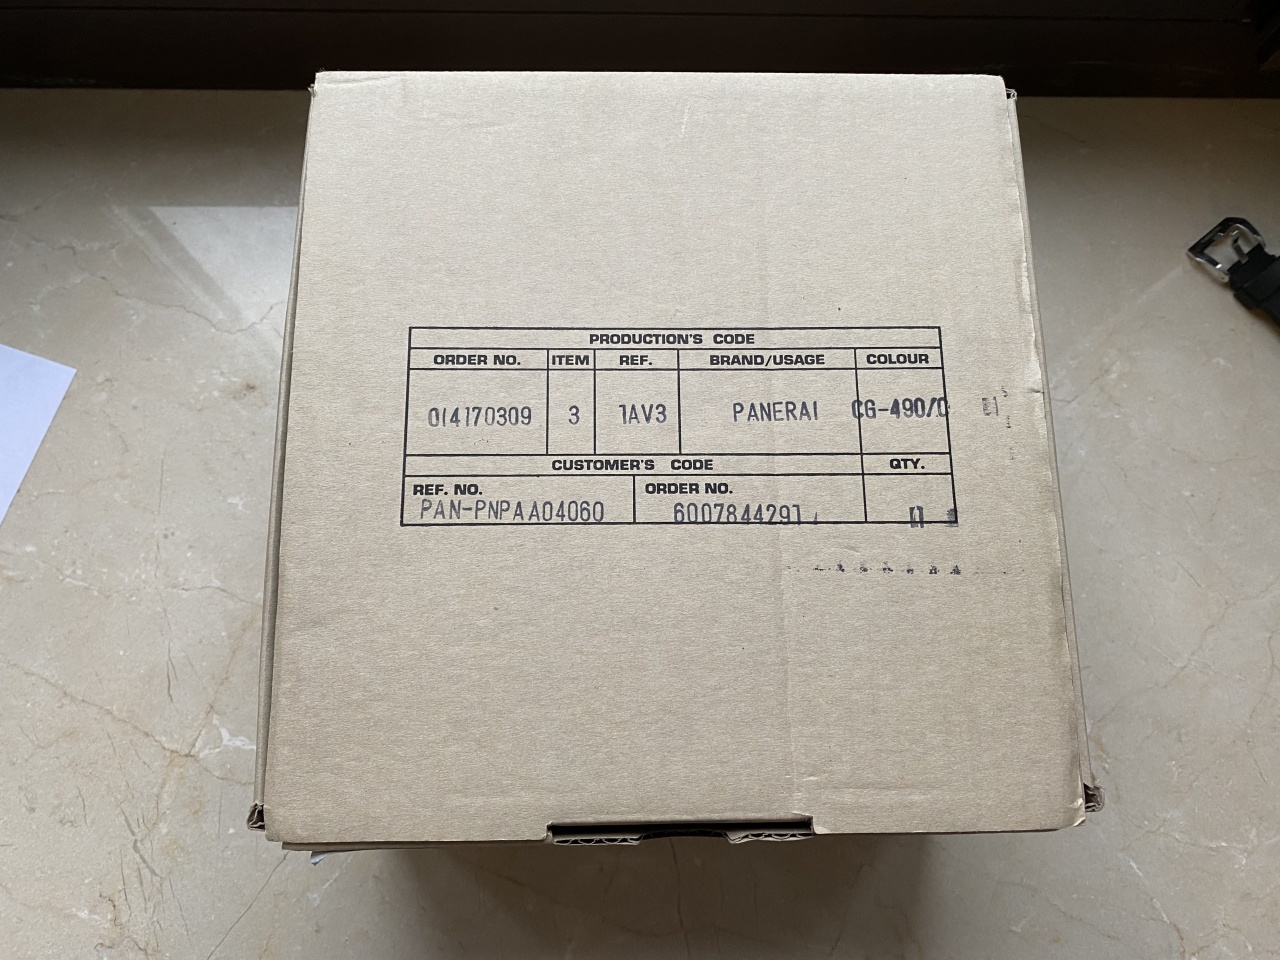 PRODUCTION'S CODE
ORDER NO. ITEM REF. BRAND/USAGE COLOUR
014170309 3 1AV3 PANERAI CG-490/0
CUSTOMER'S CODE QTY.
REF. NO. ORDER NO.
PAN-PNPAA04060 6007844291